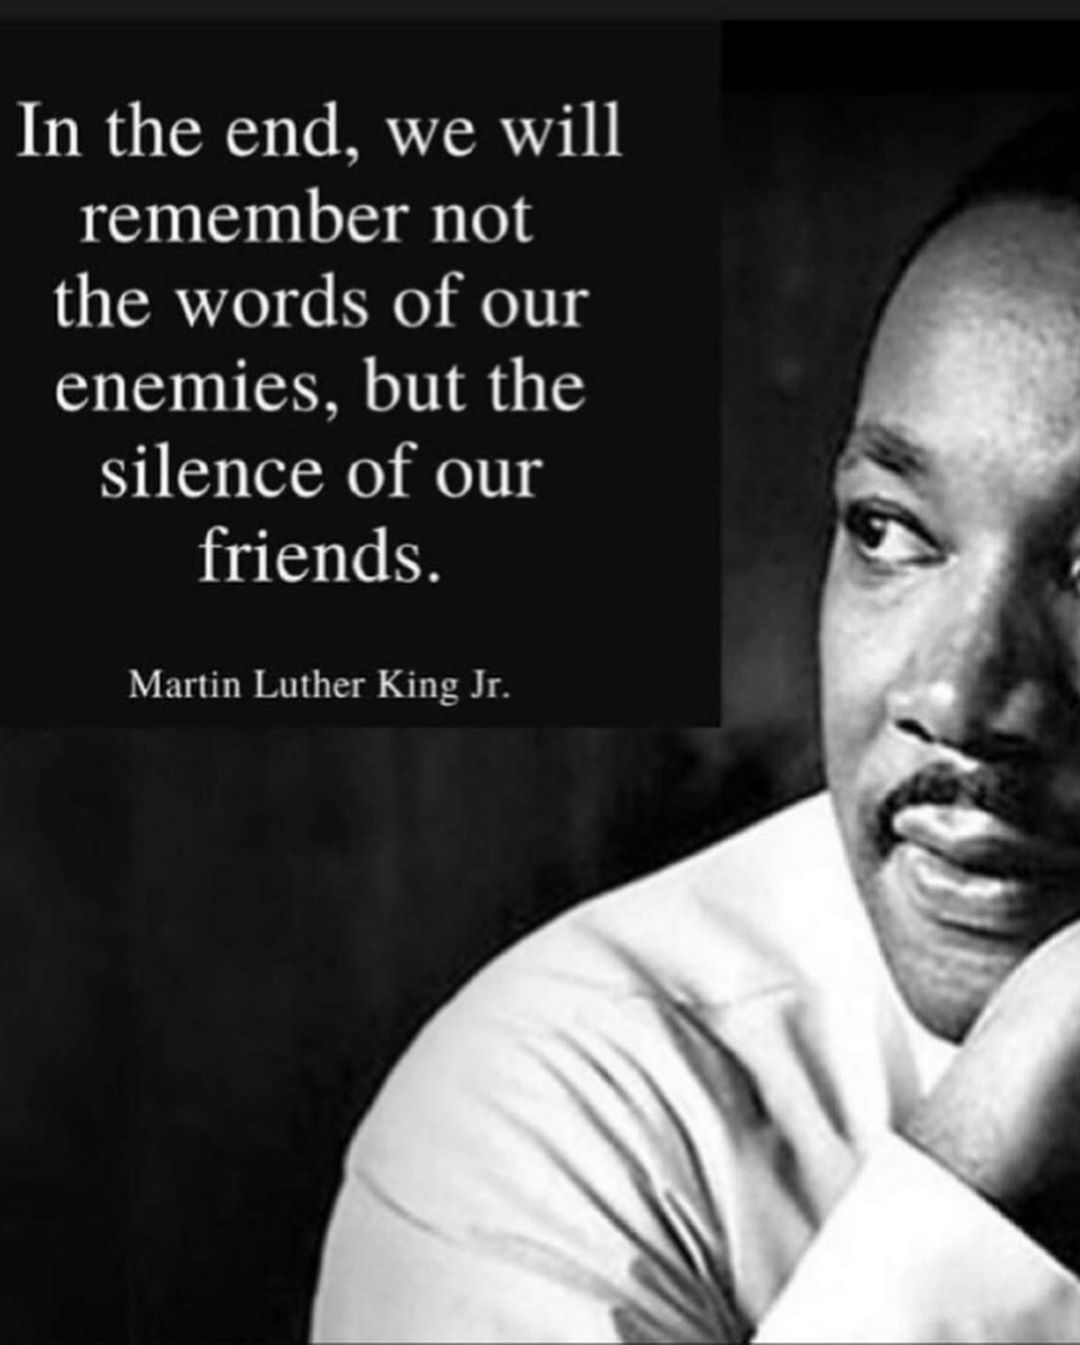 In the end, we will
remember not
the words of our
enemies, but the
silence of our
friends.
Martin Luther King Jr.